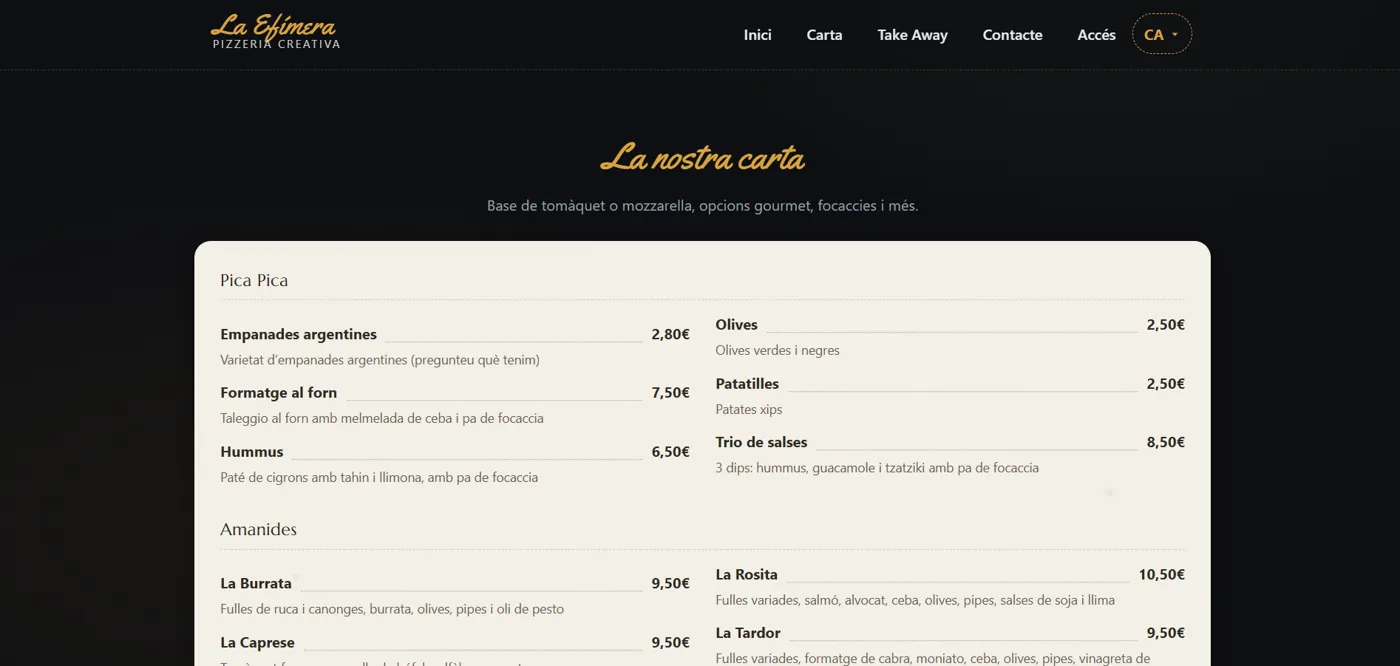 La Efímera
PIZZERIA CREATIVA
Inici
Carta
Take Away
Contacte
Accés
CA
La nostra carta
Base de tomàquet o mozzarella, opcions gourmet, focaccies i més.
Pica Pica
Empanades argentines 2,80€
Varietat d'empanades argentines (pregunteu què tenim)
Formatge al forn 7,50€
Taleggio al forn amb melmelada de ceba i pa de focaccia
Hummus 6,50€
Paté de cigrons amb tahin i llimona, amb pa de focaccia
Olives 2,50€
Olives verdes i negres
Patatilles 2,50€
Patates xips
Trio de salses 8,50€
3 dips: hummus, guacamole i tzatziki amb pa de focaccia
Amanides
La Burrata 9,50€
Fulles de ruca i canonges, burrata, olives, pipes i oli de pesto
La Caprese 9,50€
La Rosita 10,50€
Fulles variades, salmó, alvocat, ceba, olives, pipes, salses de soja i llima
La Tardor 9,50€
Fulles variades, formatge de cabra, moniato, ceba, olives, pipes, vinagreta de